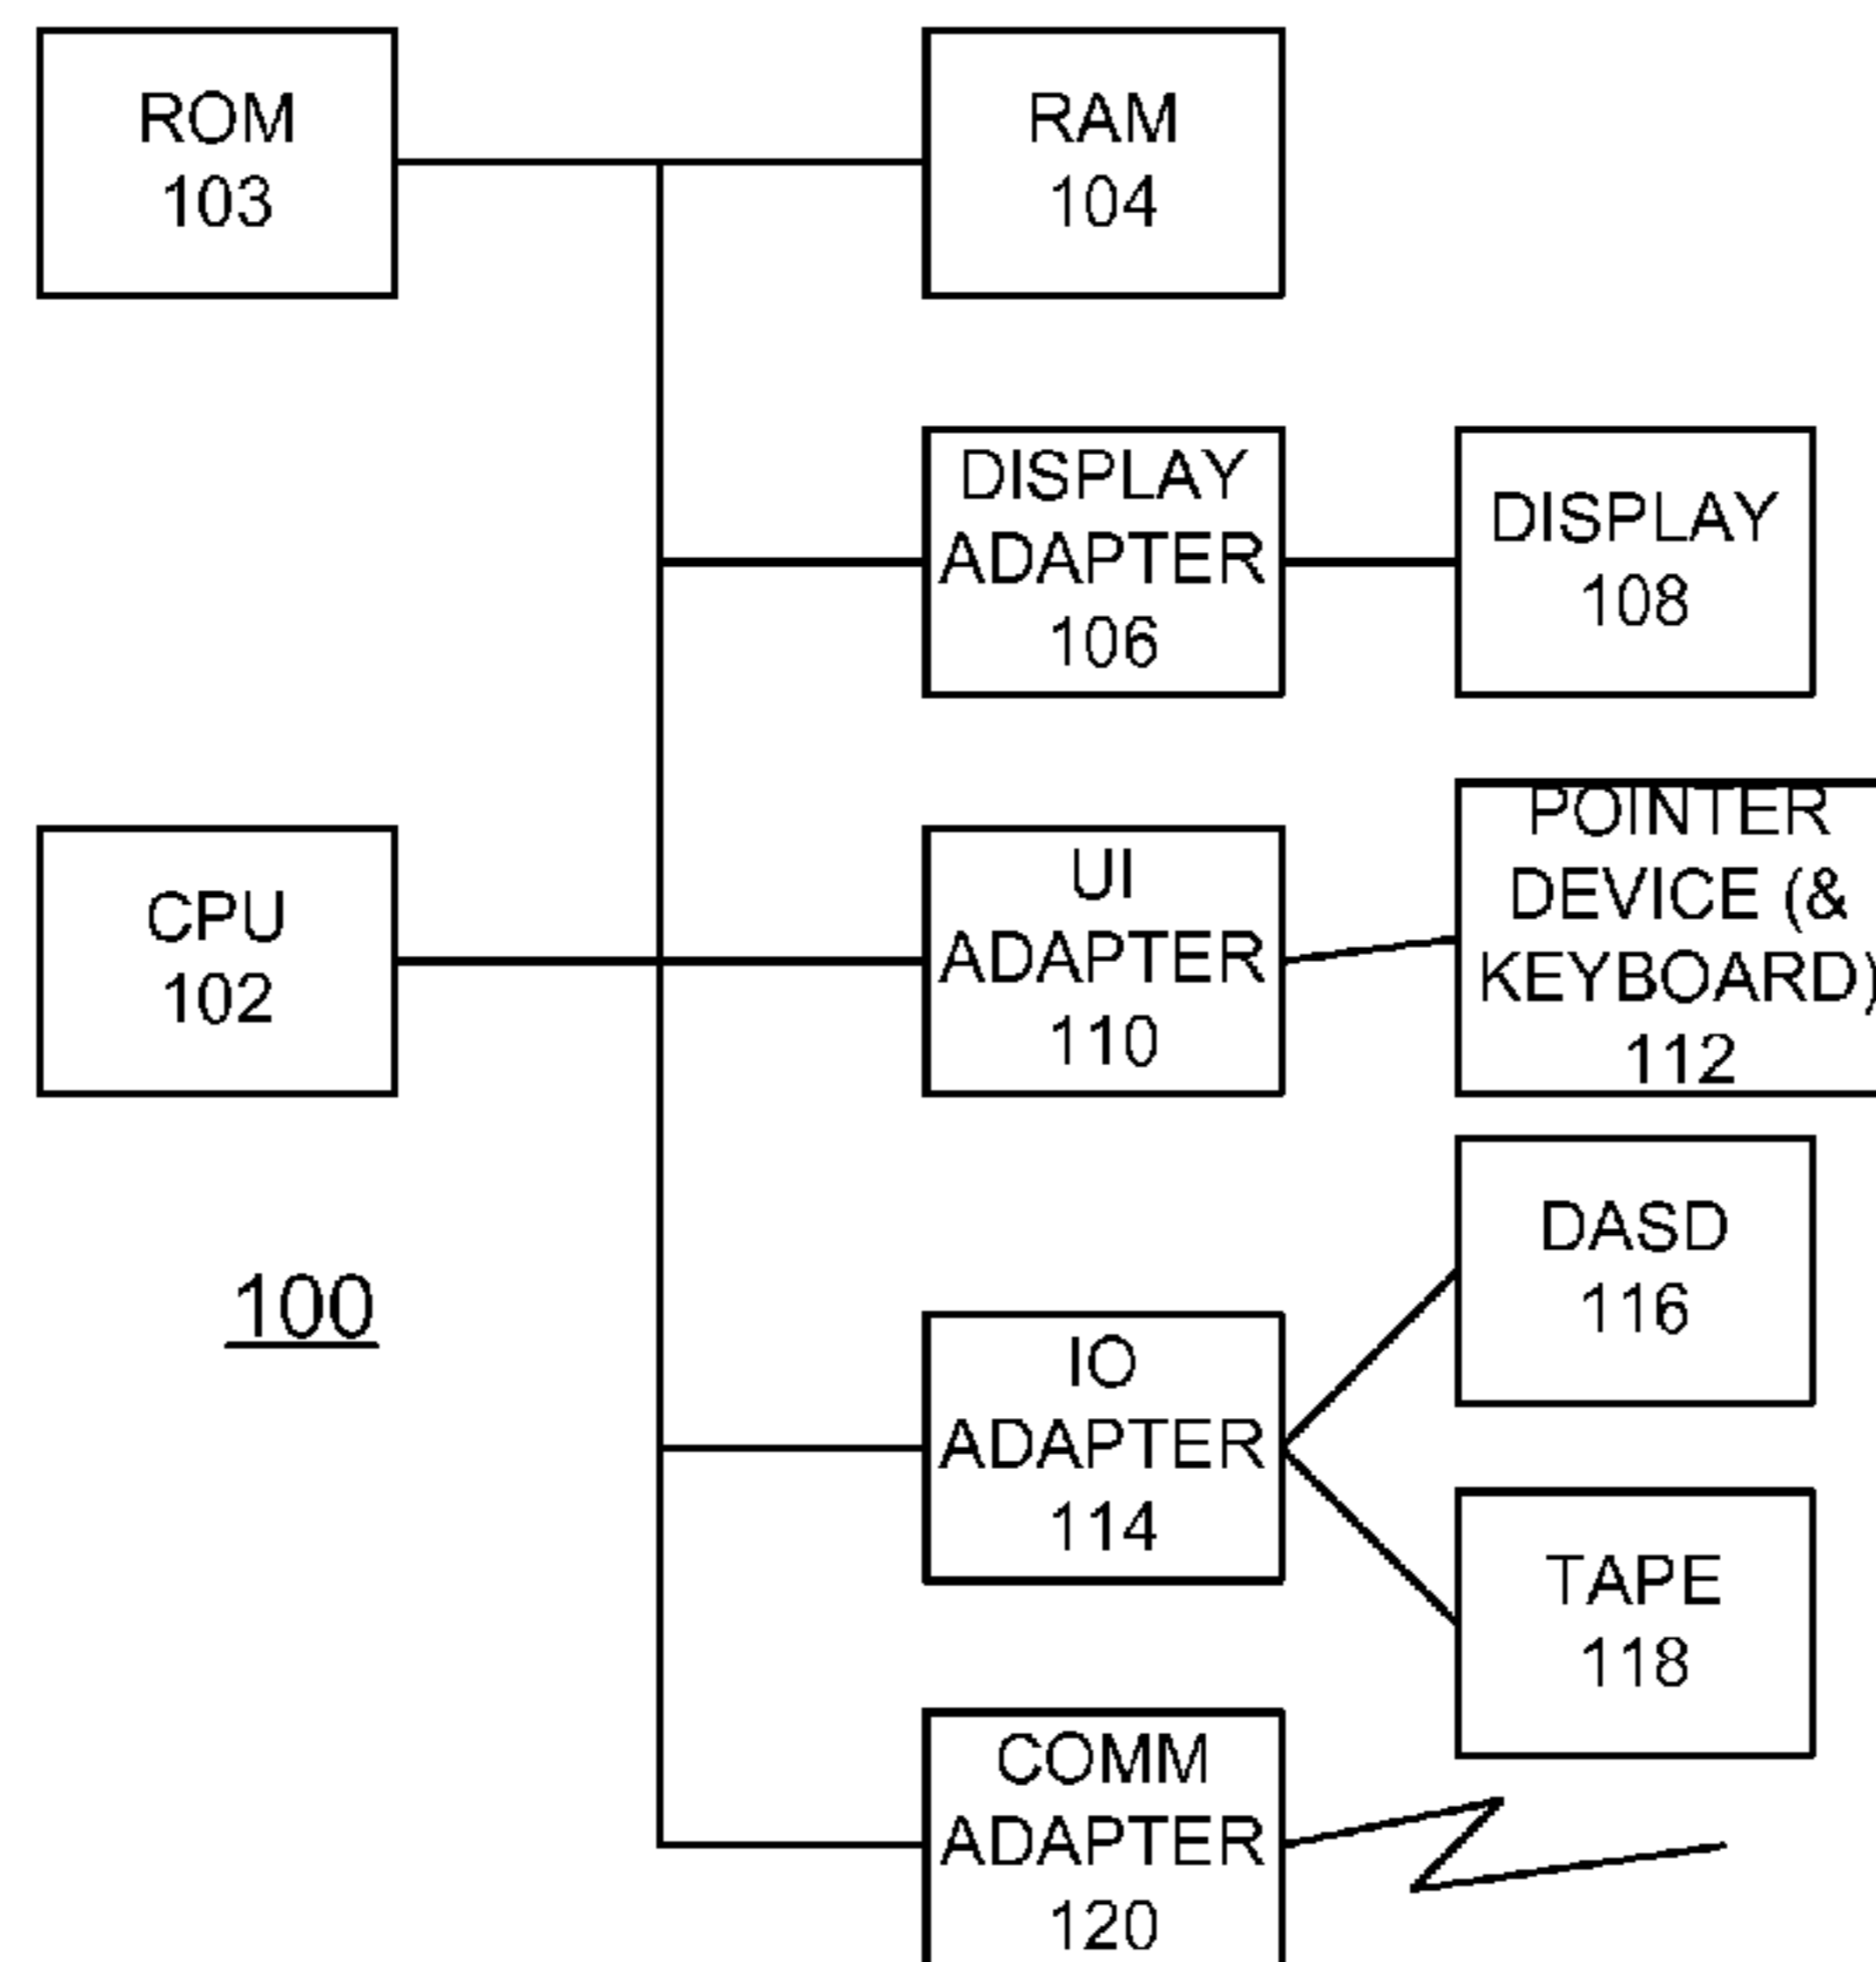 ROM
103
RAM
104
DISPLAY
ADAPTER
106
DISPLAY
108
CPU
102
UI
ADAPTER
110
POINTER
DEVICE (&
KEYBOARD)
112
100
IO
ADAPTER
114
DASD
116
TAPE
118
COMM
ADAPTER
120